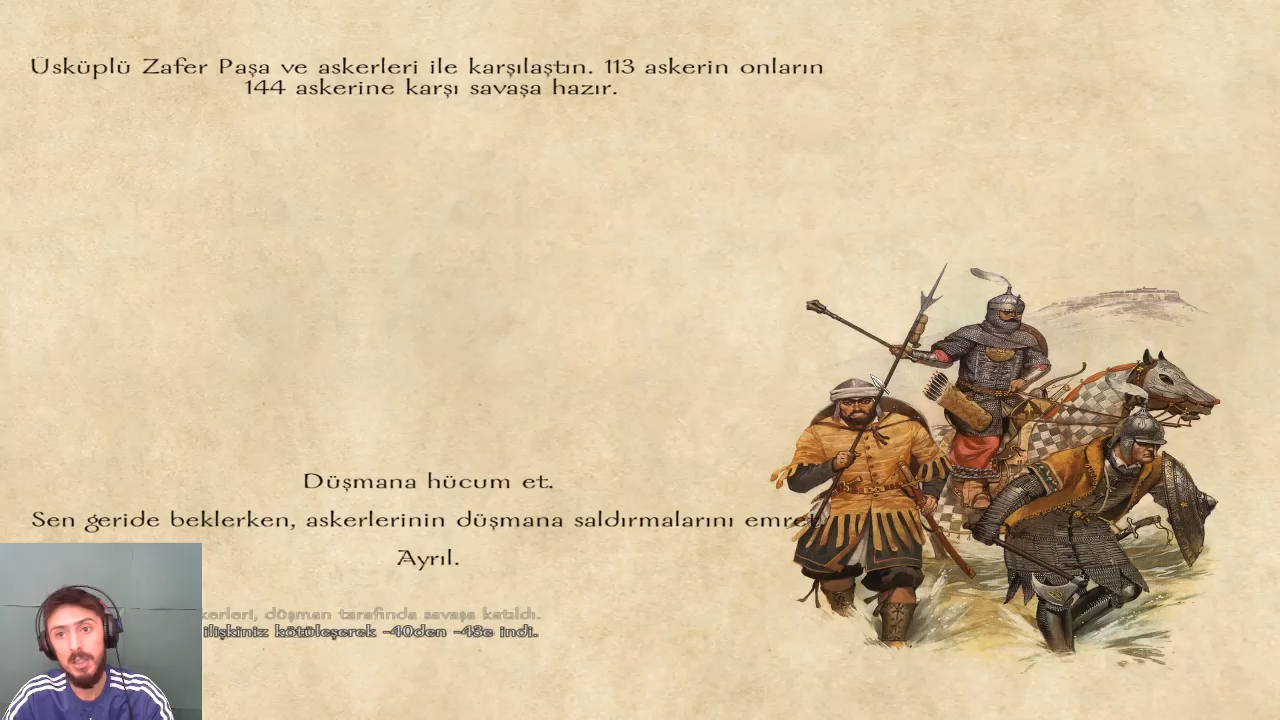 Üsküplü Zafer Paşa ve askerleri ile karşılaştın. 113 askerin onların
144 askerine karşı savaşa hazır.
Düşmana hücum et.
Sen geride beklerken, askerlerinin düşmana saldırmalarını emret.
Ayrıl.
düşman tarafında savaşa katıldı.
ilişkiniz kötüleşerek -40den -43e indi.